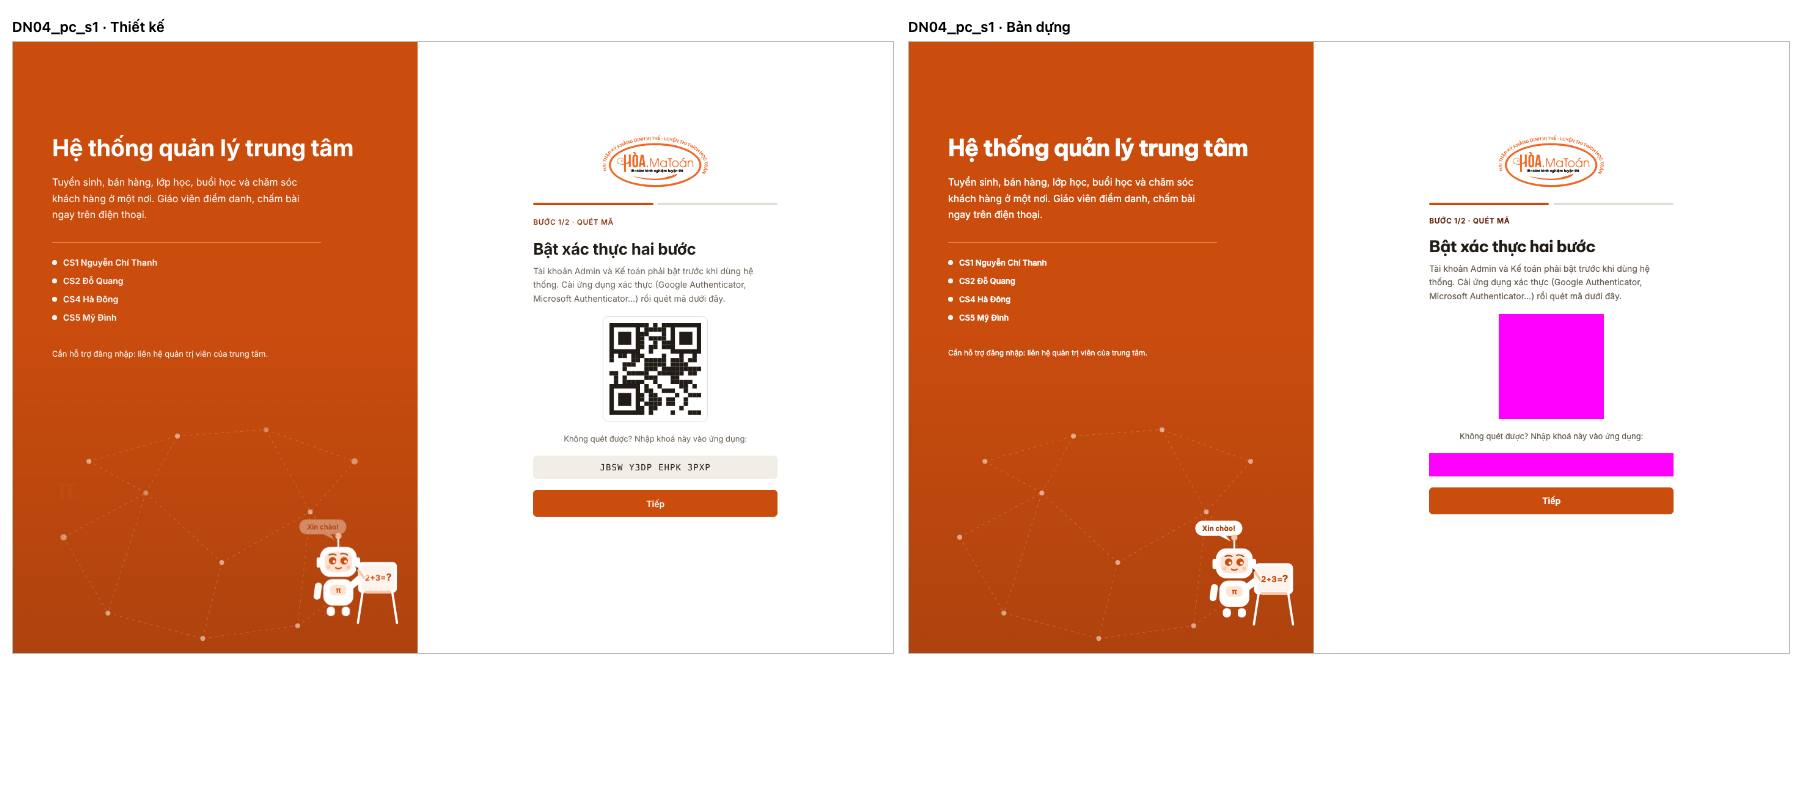 DN04_pc_s1 · Thiết kế
Hệ thống quản lý trung tâm
Tuyển sinh, bán hàng, lớp học, buổi học và chăm sóc
khách hàng ở một nơi. Giáo viên điểm danh, chấm bài
ngay trên điện thoại.
CS1 Nguyễn Chí Thanh
CS2 Đỗ Quang
CS4 Hà Đông
CS5 Mỹ Đình
Cần hỗ trợ đăng nhập: liên hệ quản trị viên của trung tâm.
π
Xin chào!
2+3=?
π
HÒA.MaToán
BƯỚC 1/2 · QUÉT MÃ
Bật xác thực hai bước
Tài khoản Admin và Kế toán phải bật trước khi dùng hệ
thống. Cài ứng dụng xác thực (Google Authenticator,
Microsoft Authenticator…) rồi quét mã dưới đây.
Không quét được? Nhập khoá này vào ứng dụng:
JBSW Y3DP EHPK 3PXP
Tiếp
DN04_pc_s1 · Bản dựng
Hệ thống quản lý trung tâm
Tuyển sinh, bán hàng, lớp học, buổi học và chăm sóc
khách hàng ở một nơi. Giáo viên điểm danh, chấm bài
ngay trên điện thoại.
CS1 Nguyễn Chí Thanh
CS2 Đỗ Quang
CS4 Hà Đông
CS5 Mỹ Đình
Cần hỗ trợ đăng nhập: liên hệ quản trị viên của trung tâm.
Xin chào!
2+3=?
π
HÒA.MaToán
BƯỚC 1/2 · QUÉT MÃ
Bật xác thực hai bước
Tài khoản Admin và Kế toán phải bật trước khi dùng hệ
thống. Cài ứng dụng xác thực (Google Authenticator,
Microsoft Authenticator…) rồi quét mã dưới đây.
Không quét được? Nhập khoá này vào ứng dụng:
Tiếp